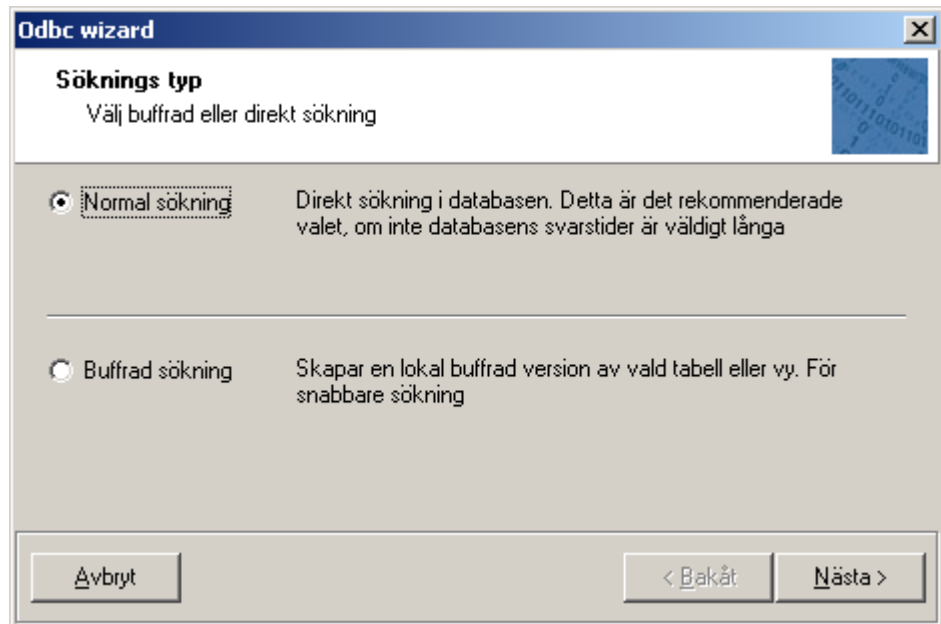 Odbc wizard
Söknings typ
Välj buffrad eller direkt sökning
Normal sökning
Direkt sökning i databasen. Detta är det rekommenderade
valet, om inte databasens svarstider är väldigt långa
Buffrad sökning
Skapar en lokal buffrad version av vald tabell eller vy. För
snabbare sökning
Avbryt
< Bakåt
Nästa >